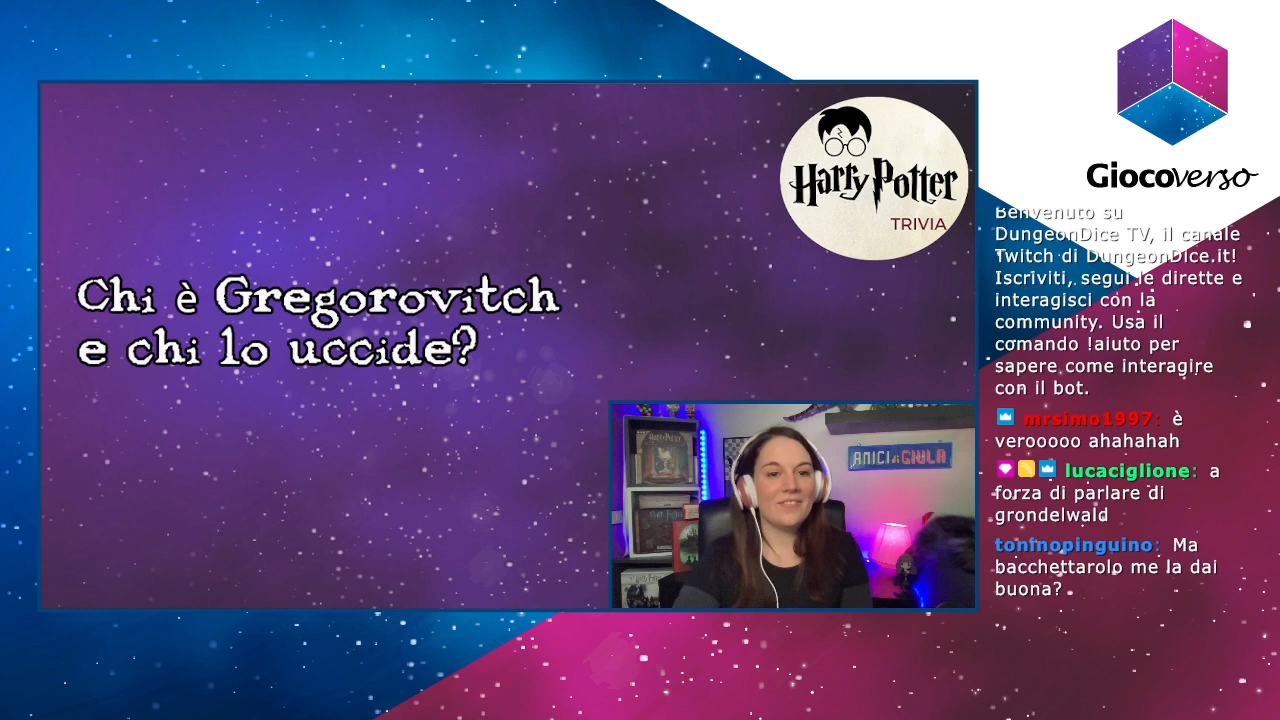 Harry Potter
TRIVIA
Chi è Gregorovitch
e chi lo uccide?
AMICI di GIULA
Giocoverso
Benvenuto su
DungeonDice TV, il canale
Twitch di DungeonDice.it!
Iscriviti, segui le dirette e
interagisci con la
community. Usa il
comando !aiuto per
sapere come interagire
con il bot.
mrsimo1997: è
verooooo ahahahah
lucaciglione: a
forza di parlare di
grondelwald
toninopinguino: Ma
bacchettarolo me la dai
buona?